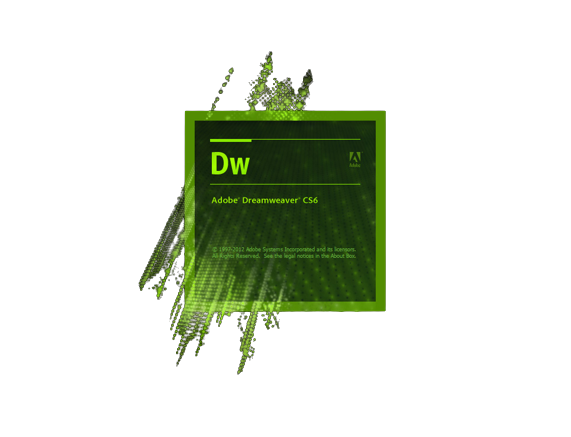 Dw
Adobe
Adobe® Dreamweaver® CS6
© 1997-2012 Adobe Systems Incorporated and its licensors.
All Rights Reserved. See the legal notices in the About Box.